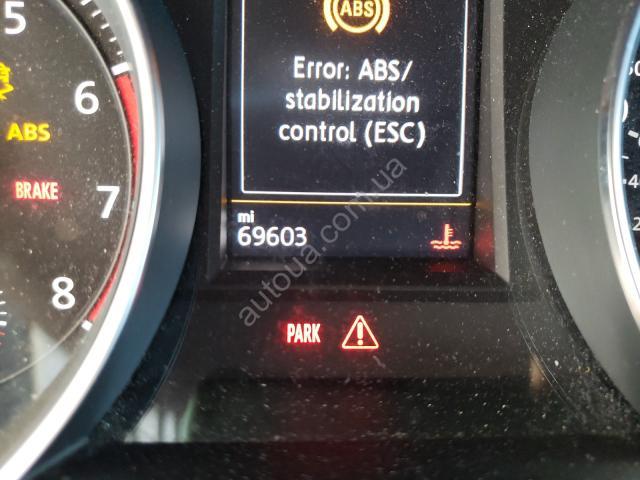 5
6
7
8
ABS
BRAKE
ABS
Error: ABS/
stabilization
control (ESC)
mi
69603
PARK
autoua.com.ua